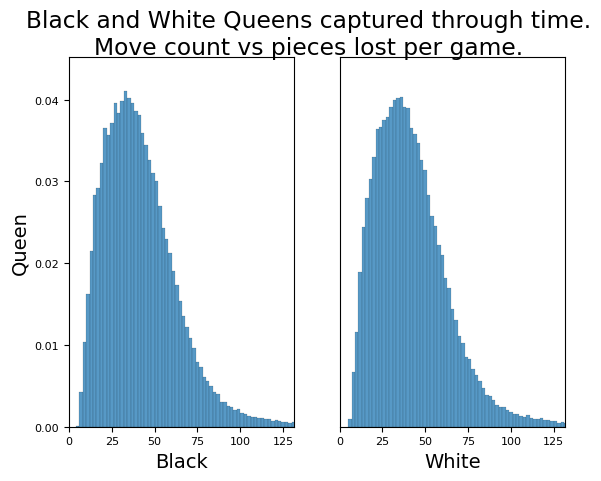 Black and White Queens captured through time.
Move count vs pieces lost per game.
Queen
0.04
0.03
0.02
0.01
0.00
0 25 50 75 100 125
0 25 50 75 100 125
Black
White